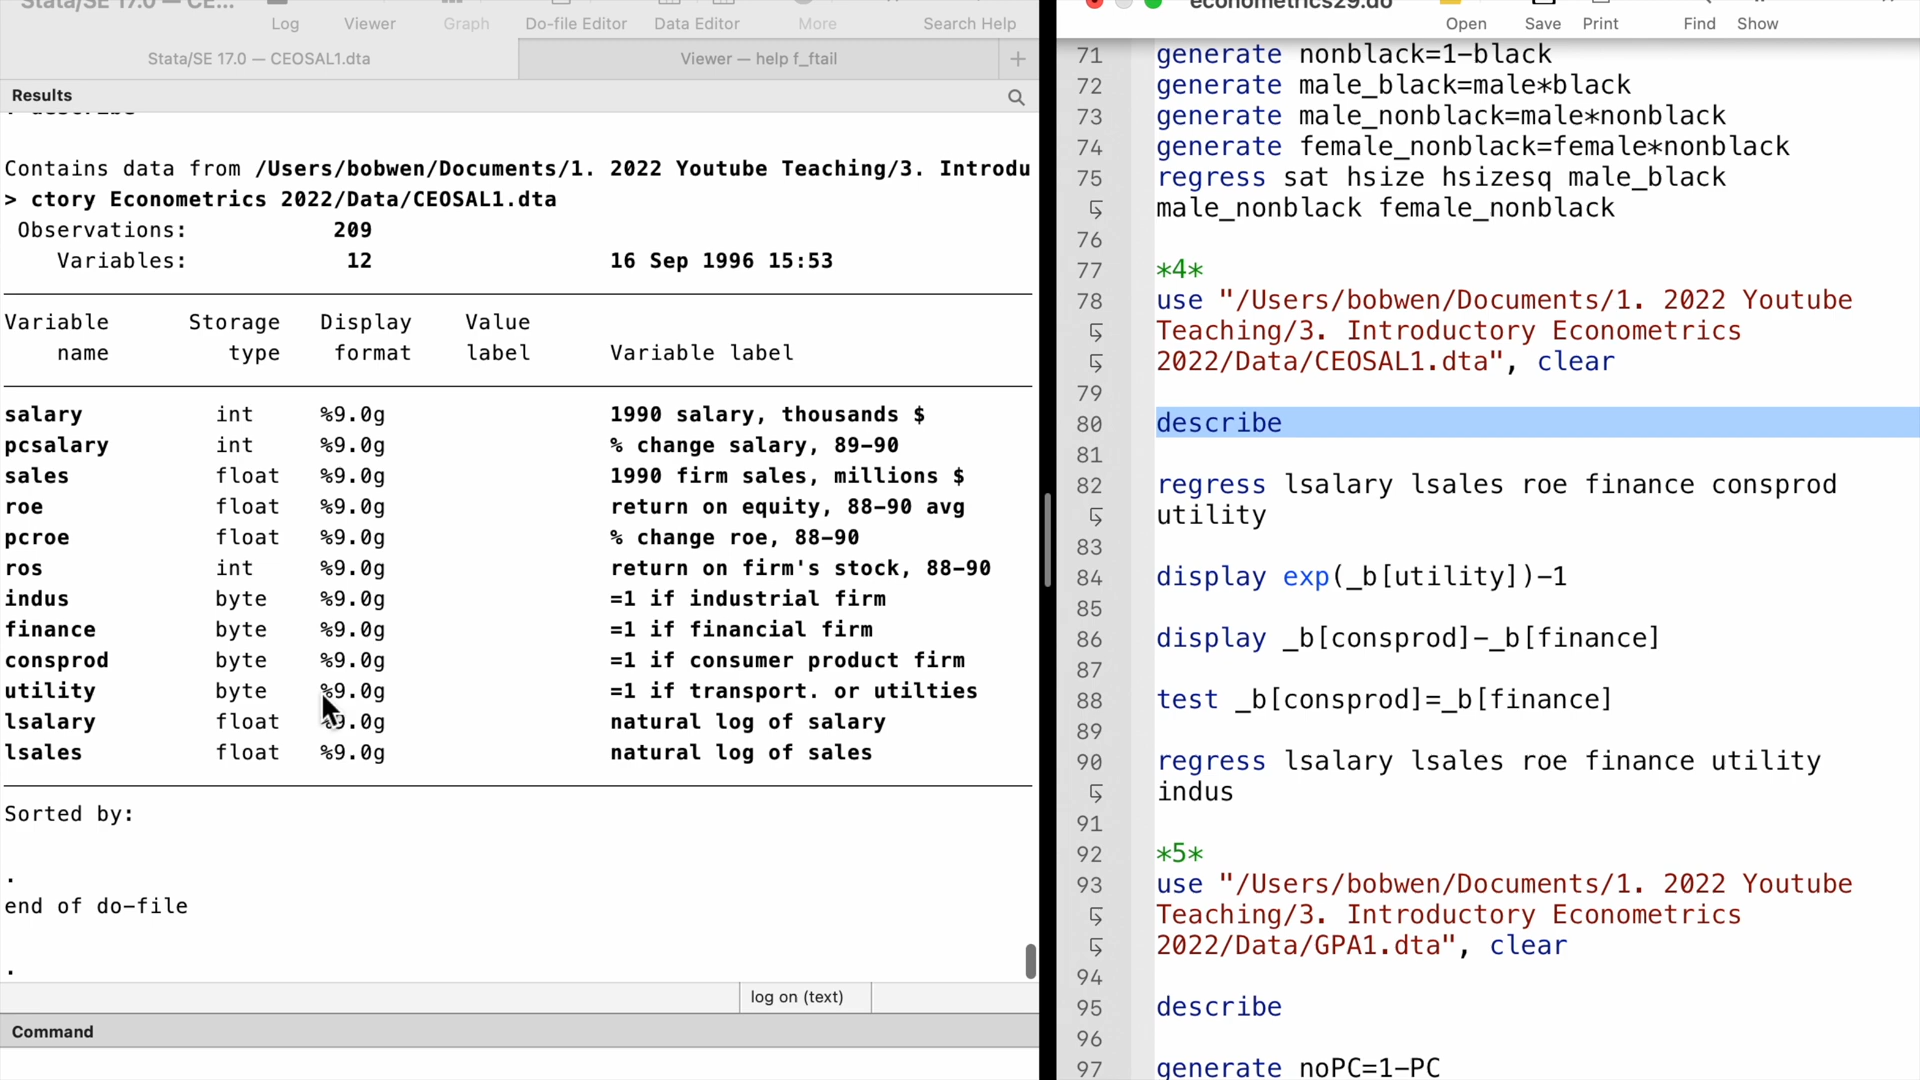 Stata/SE 17.0 — CE...
Log Viewer Graph Do-file Editor Data Editor More Search Help
Stata/SE 17.0 — CEOSAL1.dta Viewer — help f_ftail +
Results
. describe
Contains data from /Users/bobwen/Documents/1. 2022 Youtube Teaching/3. Introdu
> ctory Econometrics 2022/Data/CEOSAL1.dta
Observations: 209
Variables: 12 16 Sep 1996 15:53
Variable Storage Display Value
name type format label Variable label
salary int %9.0g 1990 salary, thousands $
pcsalary int %9.0g % change salary, 89-90
sales float %9.0g 1990 firm sales, millions $
roe float %9.0g return on equity, 88-90 avg
pcroe float %9.0g % change roe, 88-90
ros int %9.0g return on firm's stock, 88-90
indus byte %9.0g =1 if industrial firm
finance byte %9.0g =1 if financial firm
consprod byte %9.0g =1 if consumer product firm
utility byte %9.0g =1 if transport. or utilties
lsalary float %9.0g natural log of salary
lsales float %9.0g natural log of sales
Sorted by:
.
end of do-file
.
log on (text)
Command
econometrics29.do
Open Save Print Find Show
71 generate nonblack=1-black
72 generate male_black=male*black
73 generate male_nonblack=male*nonblack
74 generate female_nonblack=female*nonblack
75 regress sat hsize hsizesq male_black
male_nonblack female_nonblack
76
77 *4*
78 use "/Users/bobwen/Documents/1. 2022 Youtube
Teaching/3. Introductory Econometrics
2022/Data/CEOSAL1.dta", clear
79
80 describe
81
82 regress lsalary lsales roe finance consprod
utility
83
84 display exp(_b[utility])-1
85
86 display _b[consprod]-_b[finance]
87
88 test _b[consprod]=_b[finance]
89
90 regress lsalary lsales roe finance utility
indus
91
92 *5*
93 use "/Users/bobwen/Documents/1. 2022 Youtube
Teaching/3. Introductory Econometrics
2022/Data/GPA1.dta", clear
94
95 describe
96
97 generate noPC=1-PC